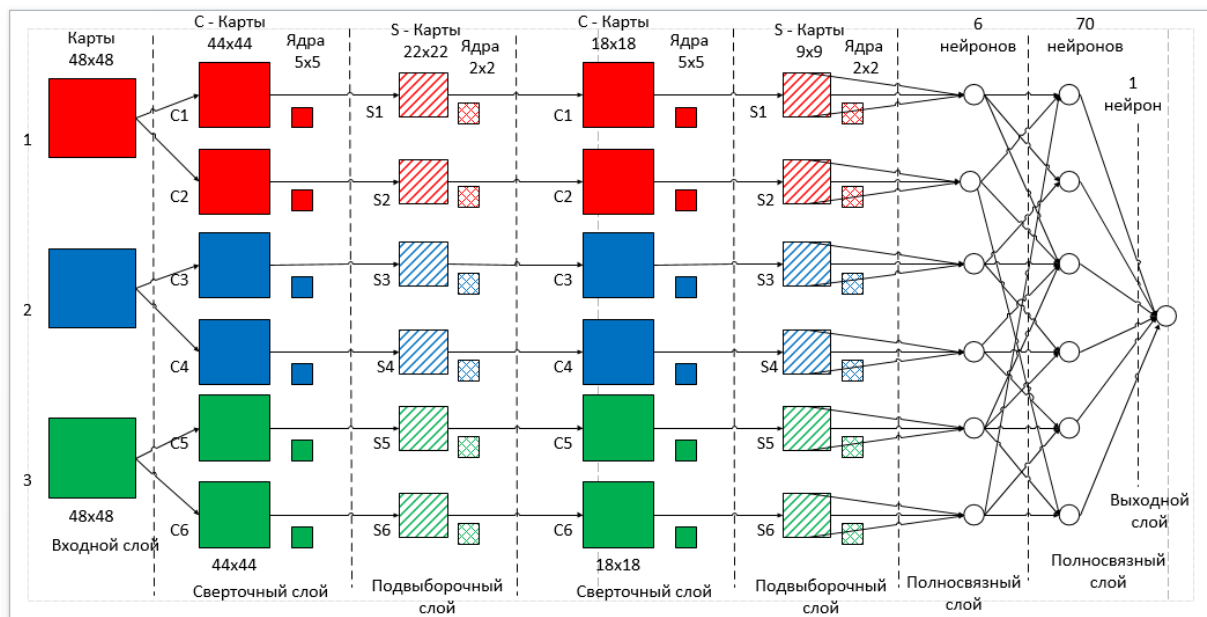 Карты
48x48
С - Карты
44x44
Ядра
5x5
S - Карты
22x22
Ядра
2x2
С - Карты
18x18
Ядра
5x5
S - Карты
9x9
Ядра
2x2
6
нейронов
70
нейронов
1
нейрон
1
2
3
C1
C2
C3
C4
C5
C6
S1
S2
S3
S4
S5
S6
C1
C2
C3
C4
C5
C6
S1
S2
S3
S4
S5
S6
48x48
Входной слой
44x44
Сверточный слой
Подвыборочный
слой
18x18
Сверточный слой
Подвыборочный
слой
Полносвязный
слой
Полносвязный
слой
Выходной
слой